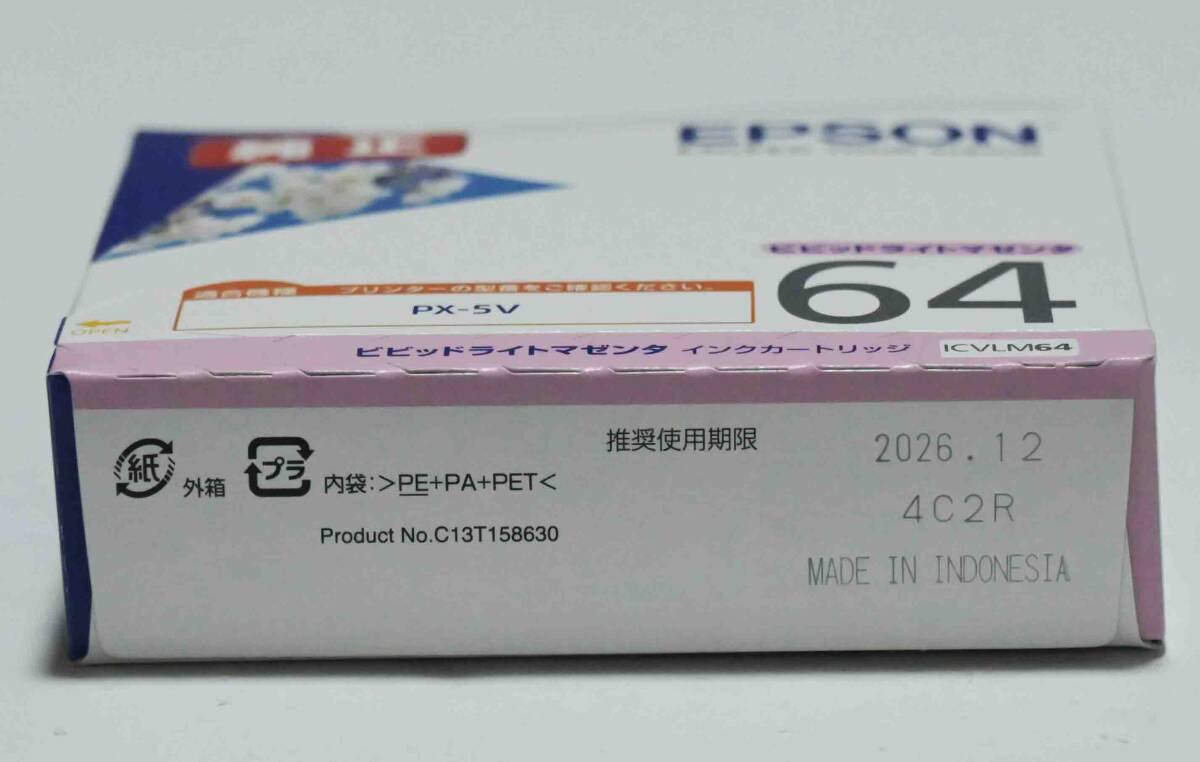 純正
EPSON
ビビッドライトマゼンタ
64
適合機種 プリンターの型番をご確認ください。
PX-5V
OPEN
ビビッドライトマゼンタ インクカートリッジ ICVLM64
紙 外箱 プラ 内袋:>PE+PA+PET<
Product No.C13T158630
推奨使用期限
2026.12
4C2R
MADE IN INDONESIA